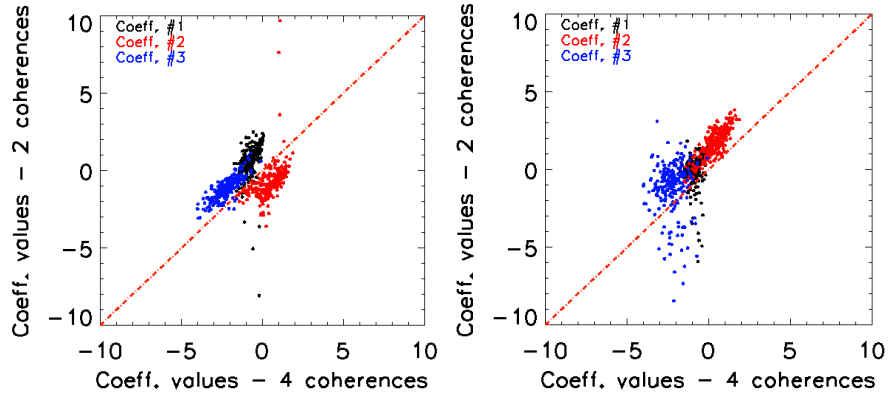 Coeff. #1
Coeff. #2
Coeff. #3
10
5
0
−5
−10
Coeff. values − 2 coherences
−10 −5 0 5 10
Coeff. values − 4 coherences
Coeff. #1
Coeff. #2
Coeff. #3
10
5
0
−5
−10
Coeff. values − 2 coherences
−10 −5 0 5 10
Coeff. values − 4 coherences